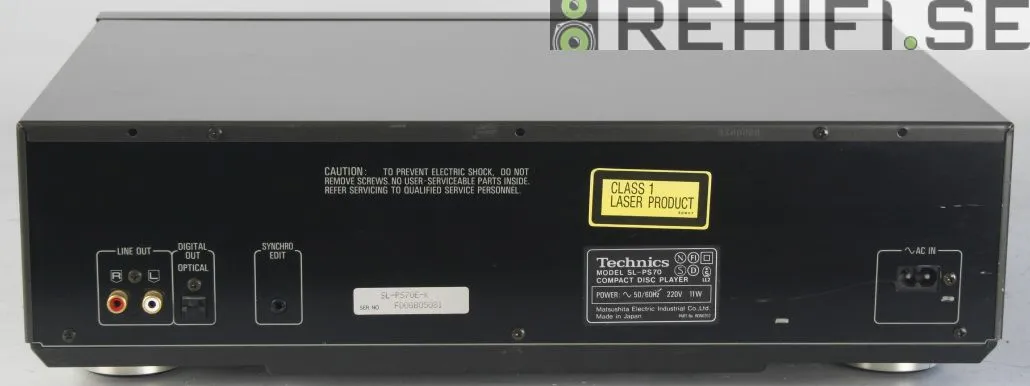 REHIFI.SE
CAUTION: TO PREVENT ELECTRIC SHOCK, DO NOT
REMOVE SCREWS. NO USER-SERVICEABLE PARTS INSIDE.
REFER SERVICING TO QUALIFIED SERVICE PERSONNEL.
CLASS 1
LASER PRODUCT
LINE OUT
R L
DIGITAL
OUT
OPTICAL
SYNCHRO
EDIT
SL-PS70E-K
SER NO. FD0GB05081
Technics
MODEL SL-PS70
COMPACT DISC PLAYER
N FI
S D
POWER: ∿ 50/60Hz 220V 11W
Matsushita Electric Industrial Co.,Ltd.
Made in Japan
∿AC IN